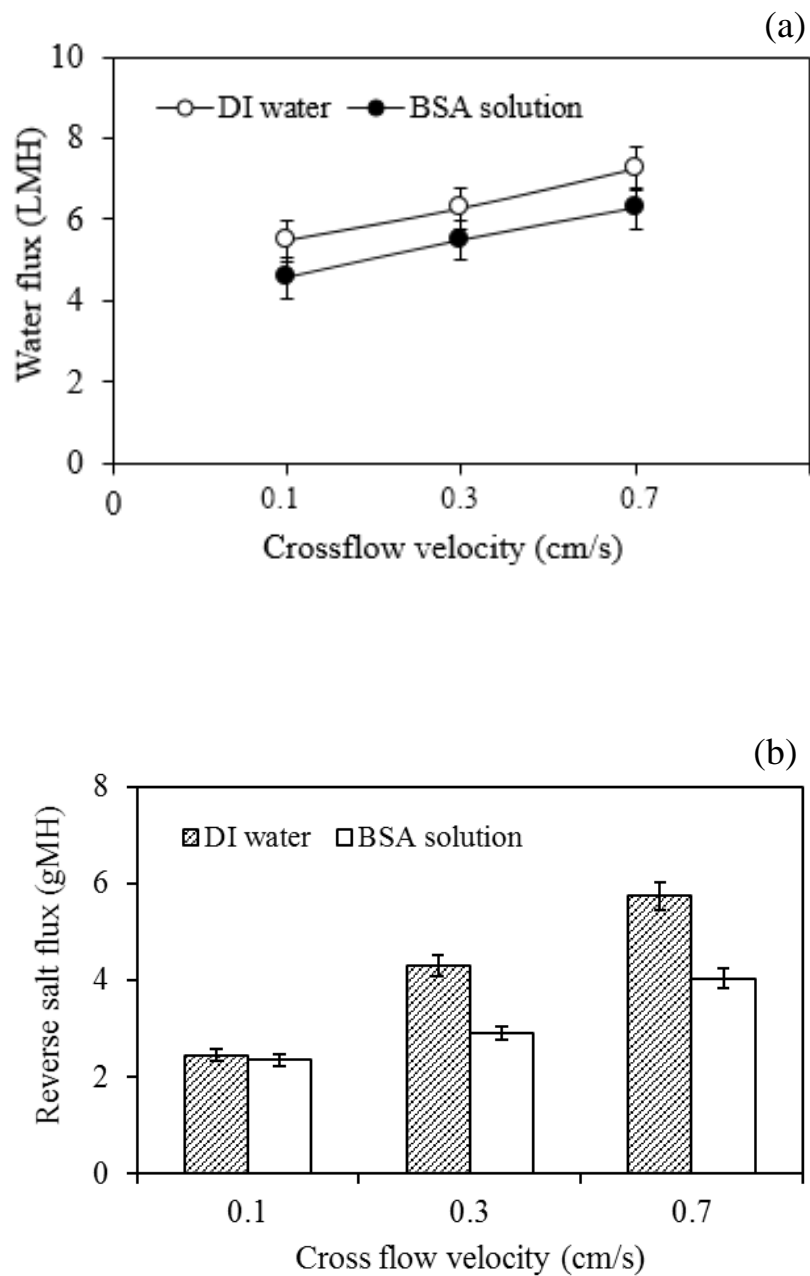 (a)
10
DI water BSA solution
8
6
4
2
0
Water flux (LMH)
0 0.1 0.3 0.7
Crossflow velocity (cm/s)
(b)
8
DI water BSA solution
6
4
2
0
Reverse salt flux (gMH)
0.1 0.3 0.7
Cross flow velocity (cm/s)